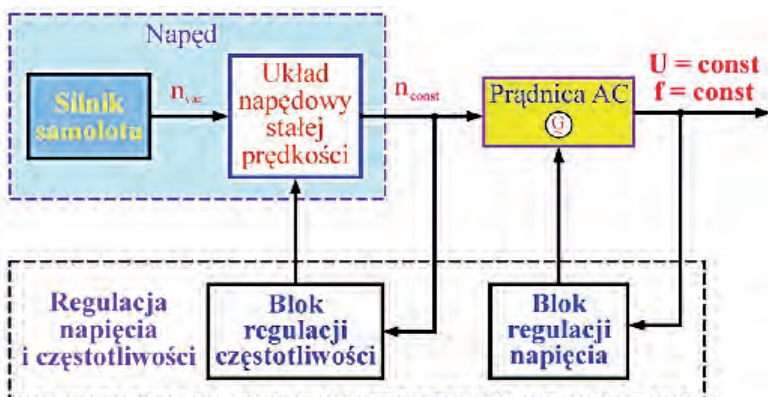 Napęd
Silnik
samolotu
n var
Układ
napędowy
stałej
prędkości
n const
Prądnica AC
G
U = const
f = const
Regulacja
napięcia
i częstotliwości
Blok
regulacji
częstotliwości
Blok
regulacji
napięcia